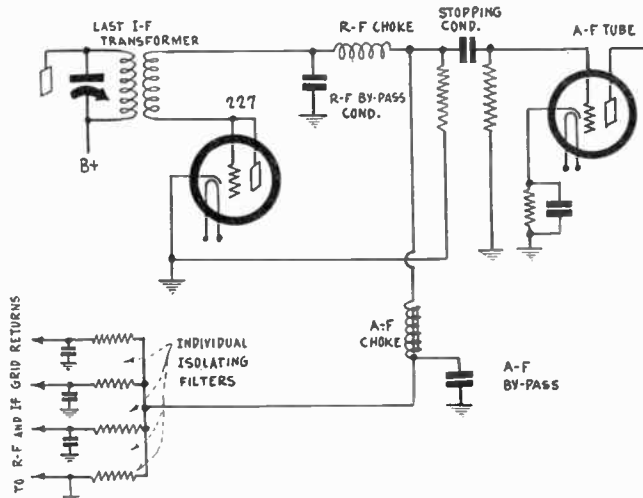 LAST I-F
TRANSFORMER
R-F CHOKE
STOPPING
COND.
A-F TUBE
R-F BY-PASS
COND.
227
B+
A-F
CHOKE
A-F
BY-PASS
INDIVIDUAL
ISOLATING
FILTERS
TO R-F AND IF GRID RETURNS